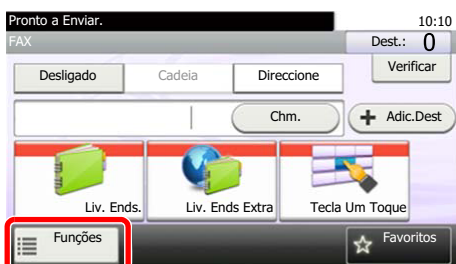 Pronto a Enviar. 10:10
FAX Dest.: 0
Desligado Cadeia Direccione Verificar
Chm. Adic.Dest
Liv. Ends. Liv. Ends Extra Tecla Um Toque
Funções Favoritos